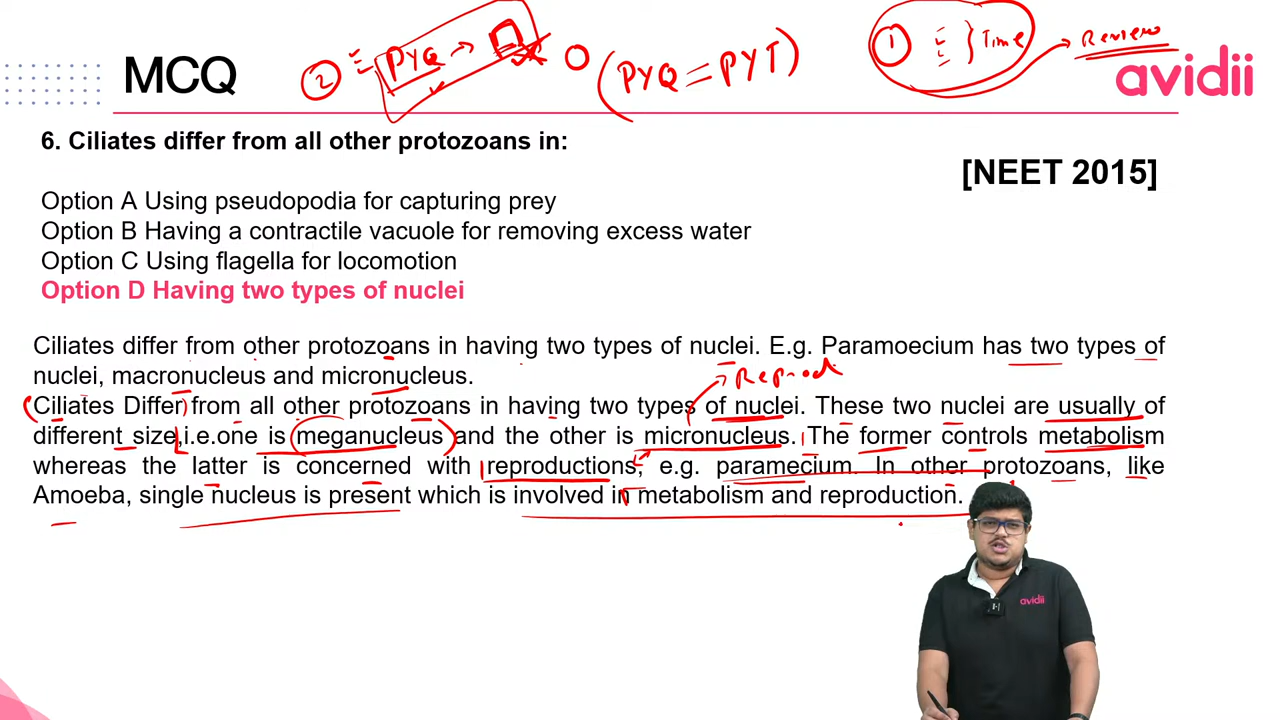 ② PYQ → O (PYQ = PYT) ① } Time → Review
MCQ
avidii
6. Ciliates differ from all other protozoans in:
[NEET 2015]
Option A Using pseudopodia for capturing prey
Option B Having a contractile vacuole for removing excess water
Option C Using flagella for locomotion
Option D Having two types of nuclei
Ciliates differ from other protozoans in having two types of nuclei. E.g. Paramoecium has two types of
nuclei, macronucleus and micronucleus.
→ Reprod
Ciliates Differ from all other protozoans in having two types of nuclei. These two nuclei are usually of
different size,i.e.one is meganucleus and the other is micronucleus. The former controls metabolism
whereas the latter is concerned with reproductions, e.g. paramecium. In other protozoans, like
Amoeba, single nucleus is present which is involved in metabolism and reproduction.
avidii